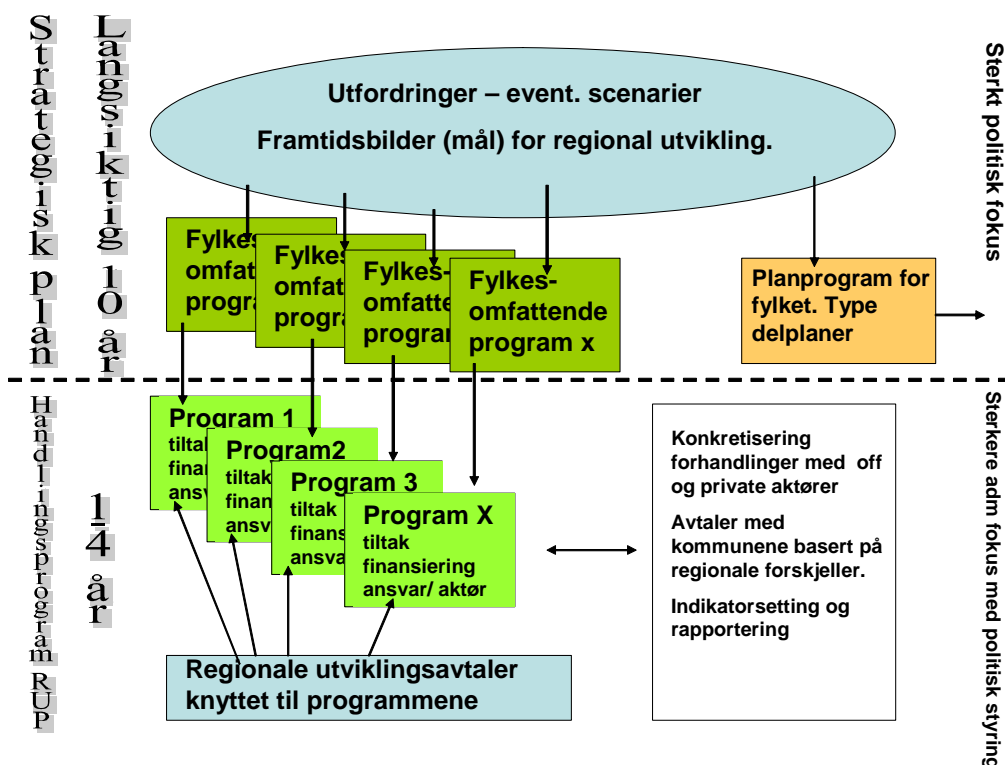 Strategisk plan
Langsiktig 10 år
Utfordringer – event. scenarier
Framtidsbilder (mål) for regional utvikling.
Sterkt politisk fokus
Fylkes
omfat
progra
Fylkes
omfat
progra
Fylkes-
omfatte
program
Fylkes-
omfattende
program x
Planprogram for
fylket. Type
delplaner
Handlingsprogram RUP
1-4 år
Program 1
tiltak
finan
ansva
Program2
tiltak
finan
ansv
Program 3
tiltak
finans
ansva
Program X
tiltak
finansiering
ansvar/ aktør
Konkretisering
forhandlinger med off
og private aktører
Avtaler med
kommunene basert på
regionale forskjeller.
Indikatorsetting og
rapportering
Regionale utviklingsavtaler
knyttet til programmene
Sterkere adm fokus med politisk styring